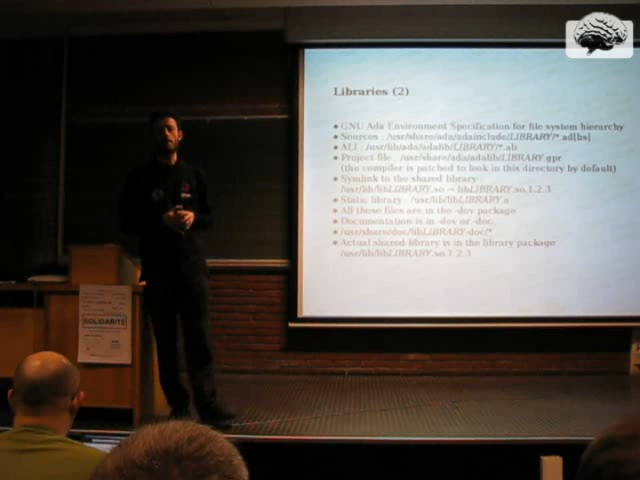 Libraries (2)
• GNU Ada Environment Specification for file system hierarchy
• Sources : /usr/share/ada/adainclude/LIBRARY/*.ad[bs]
• ALI : /usr/lib/ada/adalib/LIBRARY/*.ali
• Project file : /usr/share/ada/adalib/LIBRARY.gpr
(the compiler is patched to look in this directory by default)
• Symlink to the shared library :
/usr/lib/libLIBRARY.so → libLIBRARY.so.1.2.3
• Static library : /usr/lib/libLIBRARY.a
• All these files are in the -dev package
• Documentation is in -dev or -doc
• /usr/share/doc/libLIBRARY-doc/*
• Actual shared library is in the library package
/usr/lib/libLIBRARY.so.1.2.3
SOLIDARITE